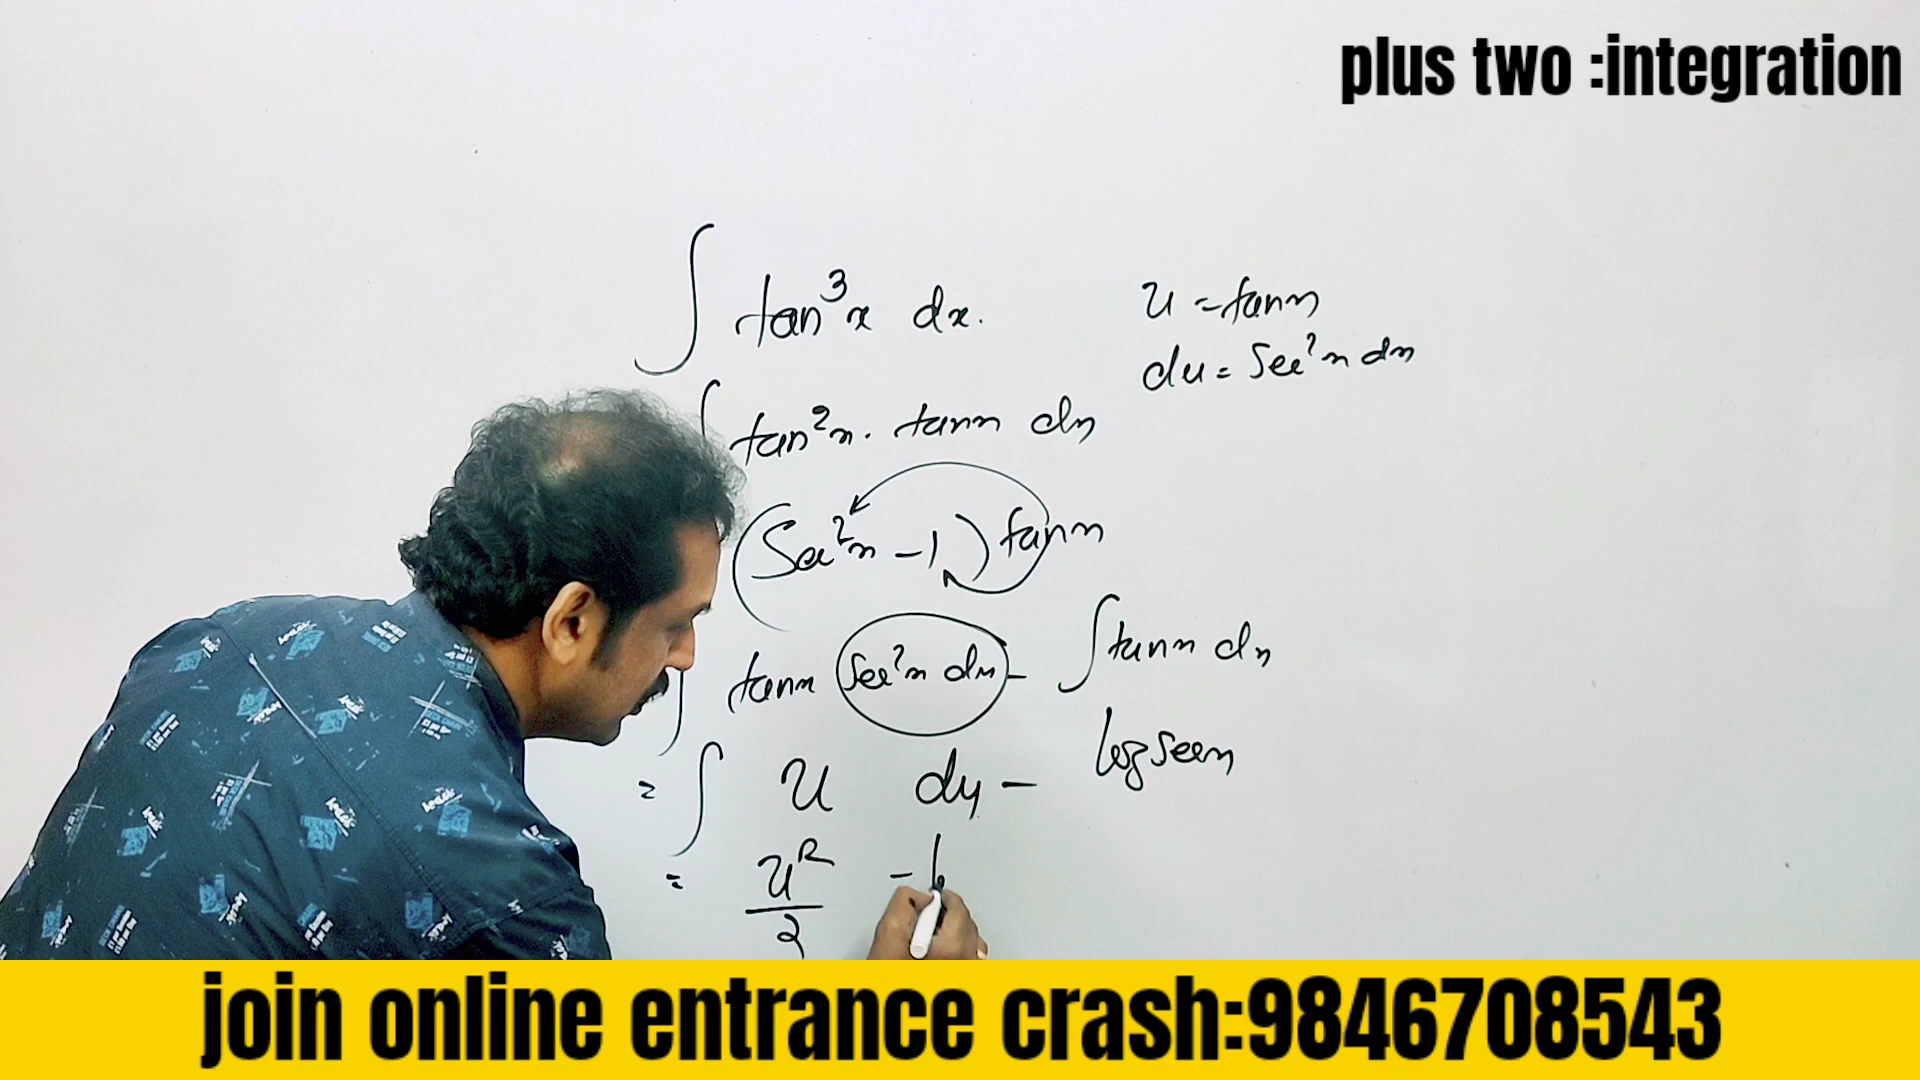 plus two :integration
∫ tan³x dx.
u = tanx
du = Sec²x dx
∫ tan²x. tanx dx
(Sec²x - 1) tanx
∫ tanx Sec²x dx - ∫ tanx dx
= ∫ u du - log secx
= u²/2 - l
join online entrance crash:9846708543